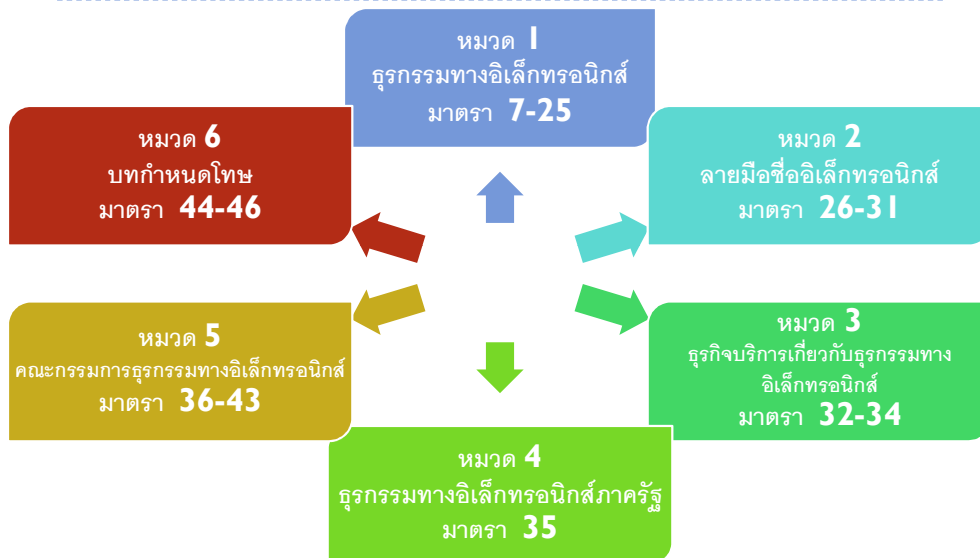 หมวด 1
ธุรกรรมทางอิเล็กทรอนิกส์
มาตรา 7-25
หมวด 2
ลายมือชื่ออิเล็กทรอนิกส์
มาตรา 26-31
หมวด 3
ธุรกิจบริการเกี่ยวกับธุรกรรมทาง
อิเล็กทรอนิกส์
มาตรา 32-34
หมวด 4
ธุรกรรมทางอิเล็กทรอนิกส์ภาครัฐ
มาตรา 35
หมวด 5
คณะกรรมการธุรกรรมทางอิเล็กทรอนิกส์
มาตรา 36-43
หมวด 6
บทกำหนดโทษ
มาตรา 44-46